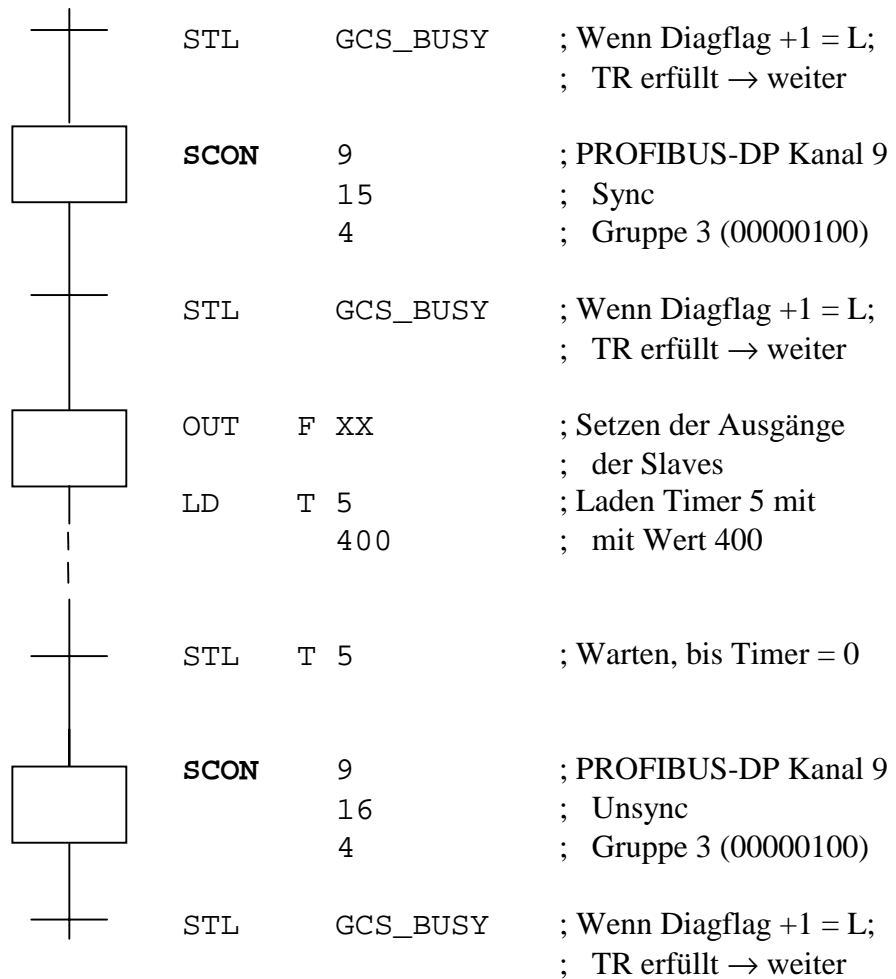 STL GCS_BUSY ; Wenn Diagflag +1 = L;
; TR erfüllt → weiter
SCON 9 ; PROFIBUS-DP Kanal 9
15 ; Sync
4 ; Gruppe 3 (00000100)
STL GCS_BUSY ; Wenn Diagflag +1 = L;
; TR erfüllt → weiter
OUT F XX ; Setzen der Ausgänge
; der Slaves
LD T 5 ; Laden Timer 5 mit
400 ; mit Wert 400
STL T 5 ; Warten, bis Timer = 0
SCON 9 ; PROFIBUS-DP Kanal 9
16 ; Unsync
4 ; Gruppe 3 (00000100)
STL GCS_BUSY ; Wenn Diagflag +1 = L;
; TR erfüllt → weiter